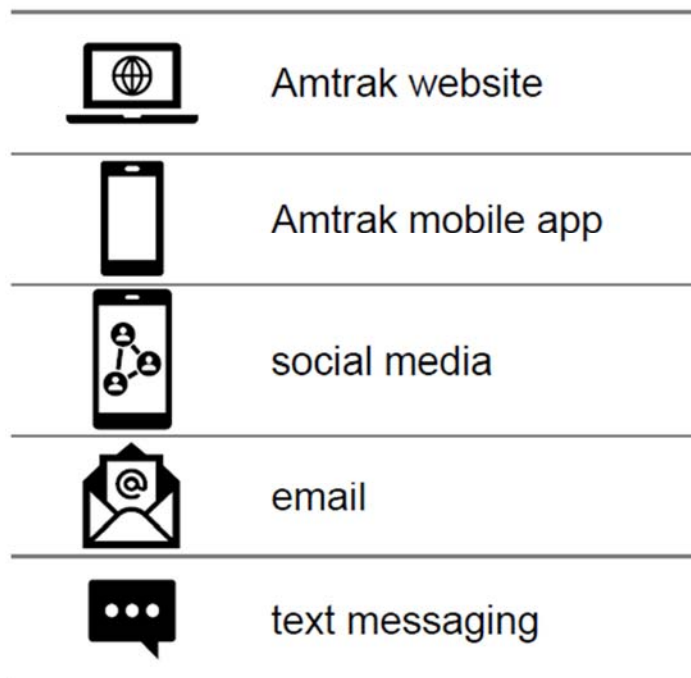 Amtrak website
Amtrak mobile app
social media
@
email
text messaging